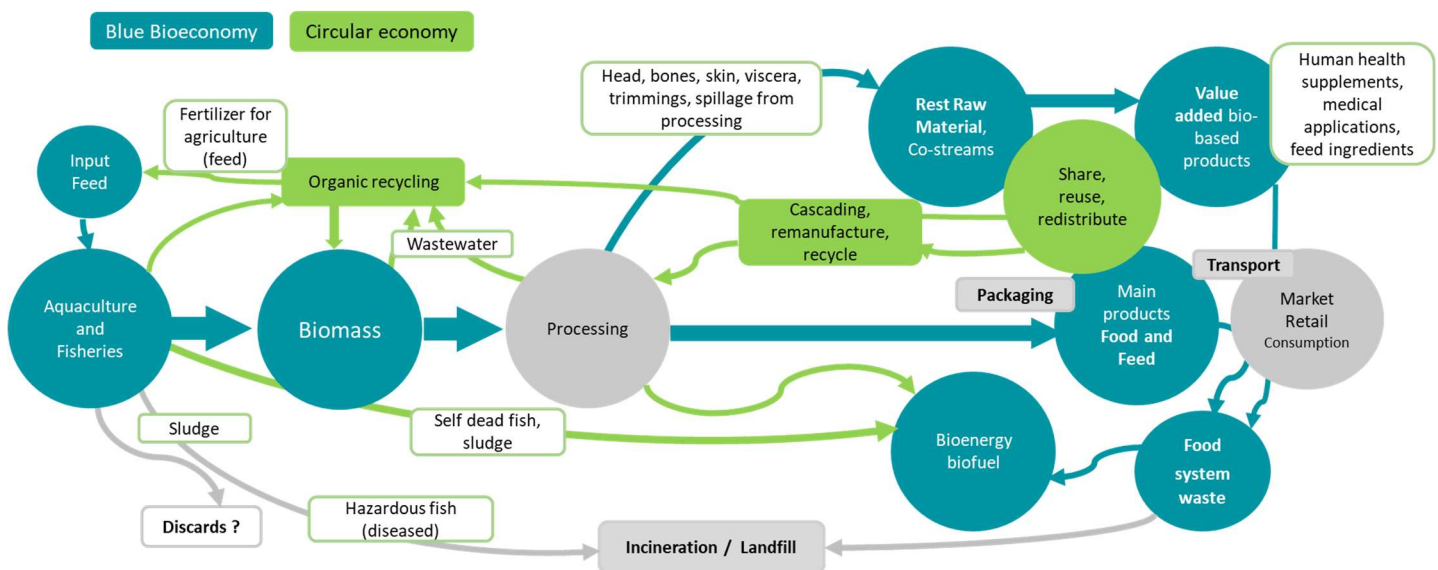 Blue Bioeconomy
Circular economy
Fertilizer for
agriculture
(feed)
Input
Feed
Organic recycling
Wastewater
Head, bones, skin, viscera,
trimmings, spillage from
processing
Rest Raw
Material,
Co-streams
Value
added bio-
based
products
Human health
supplements,
medical
applications,
feed ingredients
Share,
reuse,
redistribute
Cascading,
remanufacture,
recycle
Aquaculture
and
Fisheries
Biomass
Processing
Packaging
Main
products
Food and
Feed
Transport
Market
Retail
Consumption
Sludge
Self dead fish,
sludge
Bioenergy
biofuel
Food
system
waste
Discards ?
Hazardous fish
(diseased)
Incineration / Landfill